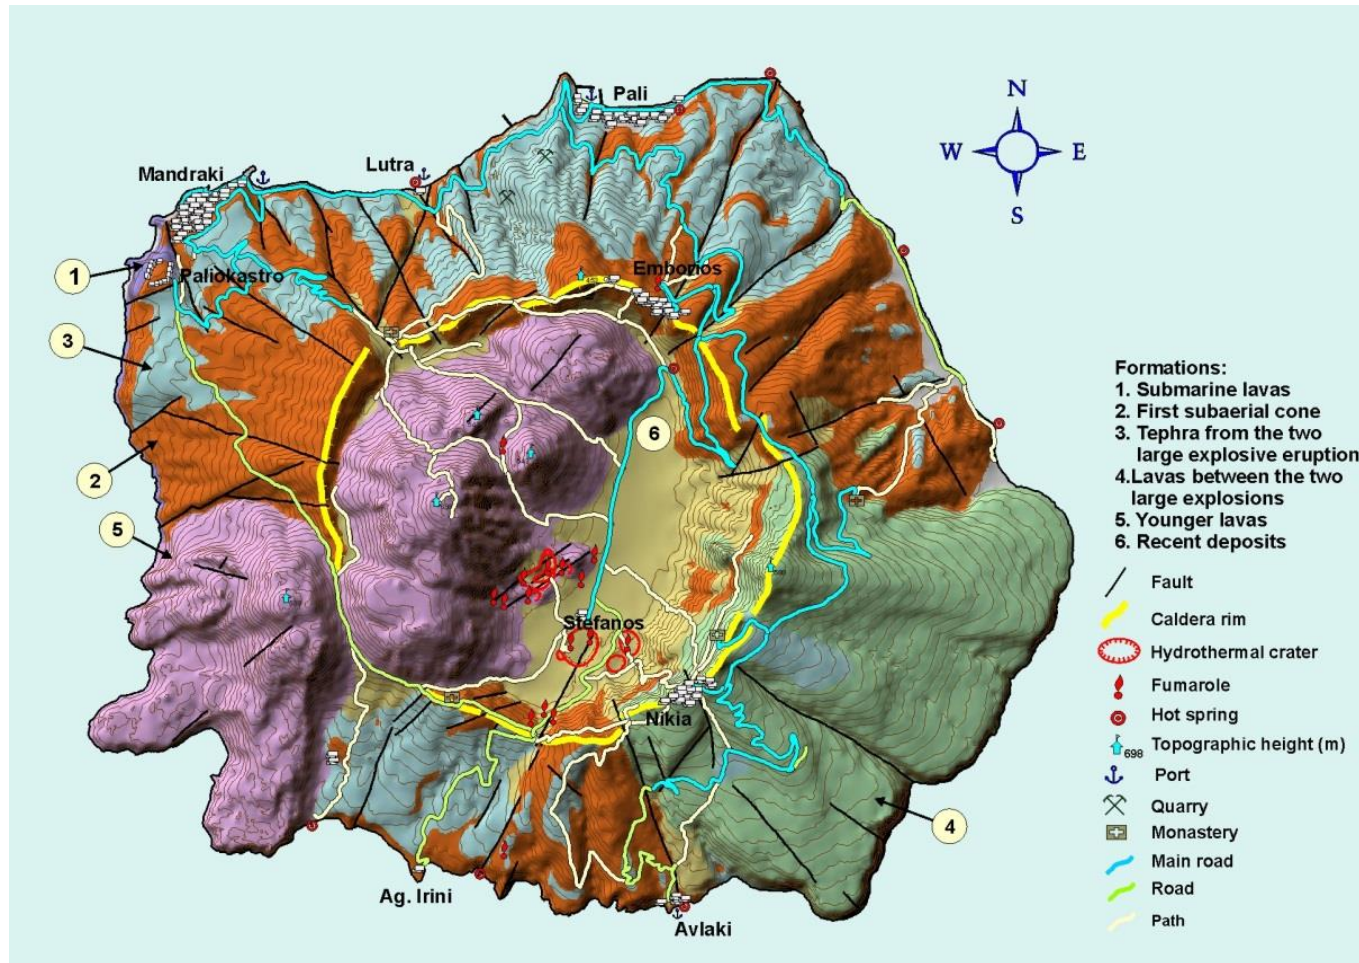 Pali
N
W
E
S
Lutra
Mandraki
1
Paliokastro
Emborios
3
2
5
6
Stefanos
Nikia
4
Ag. Irini
Avlaki
Formations:
1. Submarine lavas
2. First subaerial cone
3. Tephra from the two
large explosive eruption
4.Lavas between the two
large explosions
5. Younger lavas
6. Recent deposits
Fault
Caldera rim
Hydrothermal crater
Fumarole
Hot spring
Topographic height (m)
698
Port
Quarry
Monastery
Main road
Road
Path